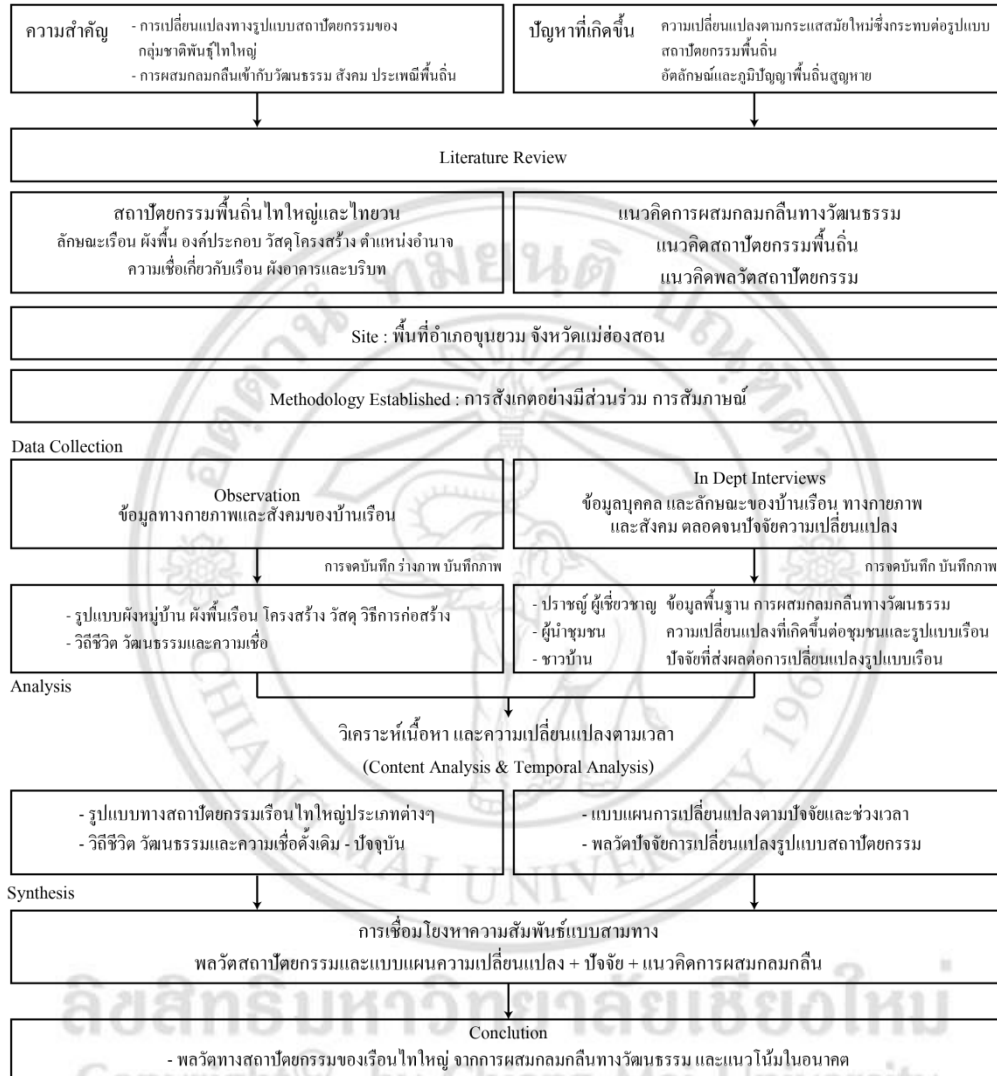 ความสำคัญ
- การเปลี่ยนแปลงทางรูปแบบสถาปัตยกรรมของ
กลุ่มชาติพันธุ์ไทใหญ่
- การผสมกลมกลืนเข้ากับวัฒนธรรม สังคม ประเพณีพื้นถิ่น
ปัญหาที่เกิดขึ้น
ความเปลี่ยนแปลงตามกระแสสมัยใหม่ซึ่งกระทบต่อรูปแบบ
สถาปัตยกรรมพื้นถิ่น
อัตลักษณ์และภูมิปัญญาพื้นถิ่นสูญหาย
Literature Review
สถาปัตยกรรมพื้นถิ่นไทใหญ่และไทยวน
ลักษณะเรือน ผังพื้น องค์ประกอบ วัสดุโครงสร้าง ตำแหน่งอำนาจ
ความเชื่อเกี่ยวกับเรือน ผังอาคารและบริบท
แนวคิดการผสมกลมกลืนทางวัฒนธรรม
แนวคิดสถาปัตยกรรมพื้นถิ่น
แนวคิดพลวัตสถาปัตยกรรม
Site : พื้นที่อำเภอขุนยวม จังหวัดแม่ฮ่องสอน
Methodology Established : การสังเกตอย่างมีส่วนร่วม การสัมภาษณ์
Data Collection
Observation
ข้อมูลทางกายภาพและสังคมของบ้านเรือน
In Dept Interviews
ข้อมูลบุคคล และลักษณะของบ้านเรือน ทางกายภาพ
และสังคม ตลอดจนปัจจัยความเปลี่ยนแปลง
การจดบันทึก ร่างภาพ บันทึกภาพ
การจดบันทึก บันทึกภาพ
- รูปแบบผังหมู่บ้าน ผังพื้นเรือน โครงสร้าง วัสดุ วิธีการก่อสร้าง
- วิถีชีวิต วัฒนธรรมและความเชื่อ
- ปราชญ์ ผู้เชี่ยวชาญ ข้อมูลพื้นฐาน การผสมกลมกลืนทางวัฒนธรรม
- ผู้นำชุมชน ความเปลี่ยนแปลงที่เกิดขึ้นต่อชุมชนและรูปแบบเรือน
- ชาวบ้าน ปัจจัยที่ส่งผลต่อการเปลี่ยนแปลงรูปแบบเรือน
Analysis
วิเคราะห์เนื้อหา และความเปลี่ยนแปลงตามเวลา
(Content Analysis & Temporal Analysis)
- รูปแบบทางสถาปัตยกรรมเรือนไทใหญ่ประเภทต่างๆ
- วิถีชีวิต วัฒนธรรมและความเชื่อดั้งเดิม - ปัจจุบัน
- แบบแผนการเปลี่ยนแปลงตามปัจจัยและช่วงเวลา
- พลวัตปัจจัยการเปลี่ยนแปลงรูปแบบสถาปัตยกรรม
Synthesis
การเชื่อมโยงหาความสัมพันธ์แบบสามทาง
พลวัตสถาปัตยกรรมและแบบแผนความเปลี่ยนแปลง + ปัจจัย + แนวคิดการผสมกลมกลืน
Conclution
- พลวัตทางสถาปัตยกรรมของเรือนไทใหญ่ จากการผสมกลมกลืนทางวัฒนธรรม และแนวโน้มในอนาคต
อตฺตานํ ทมยนฺติ ปณฺฑิตา
CHIANG MAI UNIVERSITY 1964
ลิขสิทธิ์มหาวิทยาลัยเชียงใหม่